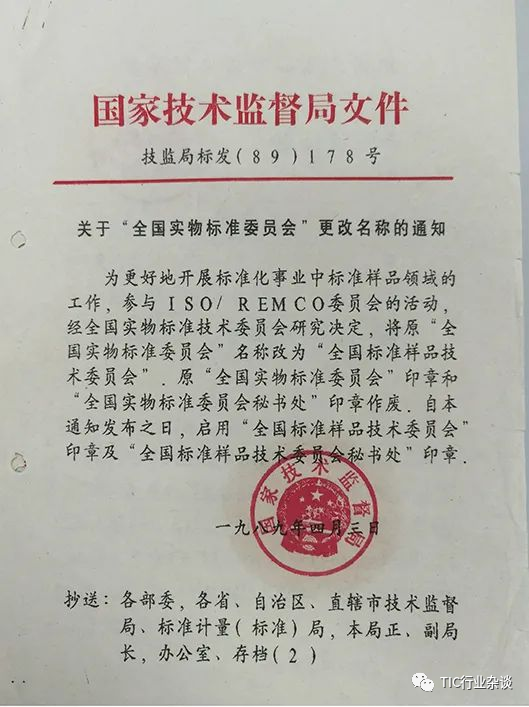 国家技术监督局文件
技监局标发(89)178号
关于“全国实物标准委员会”更改名称的通知
为更好地开展标准化事业中标准样品领域的
工作，参与ISO/REMCO委员会的活动，
经全国实物标准技术委员会研究决定，将原“全
国实物标准委员会”名称改为“全国标准样品技
术委员会”．原“全国实物标准委员会”印章和
“全国实物标准委员会秘书处”印章作废．自本
通知发布之日，启用“全国标准样品技术委员会”
印章及“全国标准样品技术委员会秘书处”印章．
国家技术监督局
一九八九年四月三日
抄送：各部委，各省、自治区、直辖市技术监督
局、标准计量(标准)局，本局正、副局
长，办公室、存档(2)
TIC行业杂谈